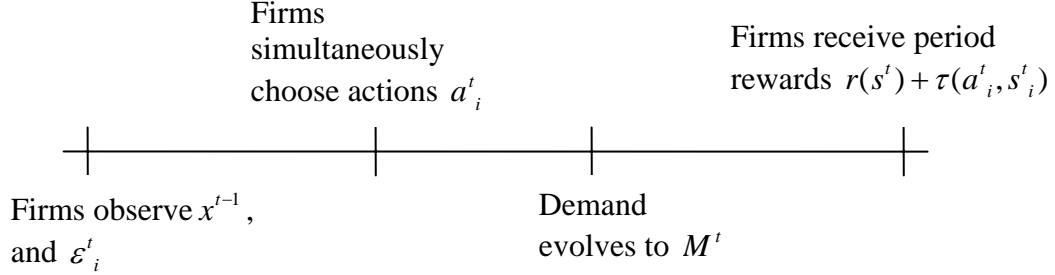 Firms
simultaneously
choose actions a^t_i
Firms receive period
rewards r(s^t) + τ(a^t_i, s^t_i)
Firms observe x^{t-1},
and ε^t_i
Demand
evolves to M^t